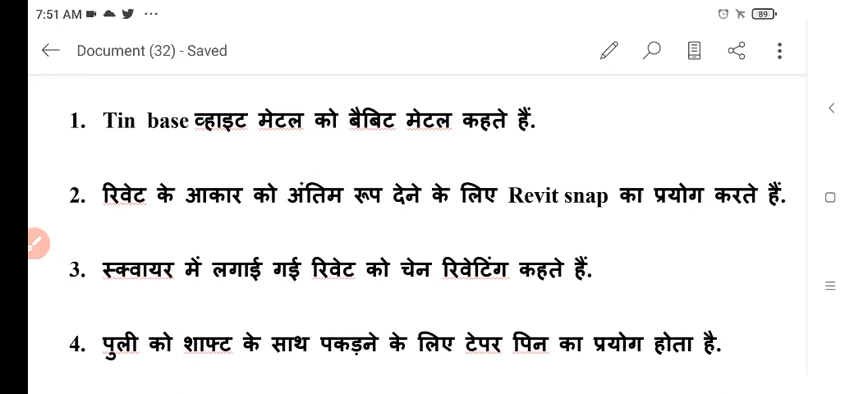 7:51 AM ...
89
Document (32) - Saved
1. Tin base व्हाइट मेटल को बैबिट मेटल कहते हैं.
2. रिवेट के आकार को अंतिम रूप देने के लिए Revit snap का प्रयोग करते हैं.
3. स्क्वायर में लगाई गई रिवेट को चेन रिवेटिंग कहते हैं.
4. पुली को शाफ्ट के साथ पकड़ने के लिए टेपर पिन का प्रयोग होता है.